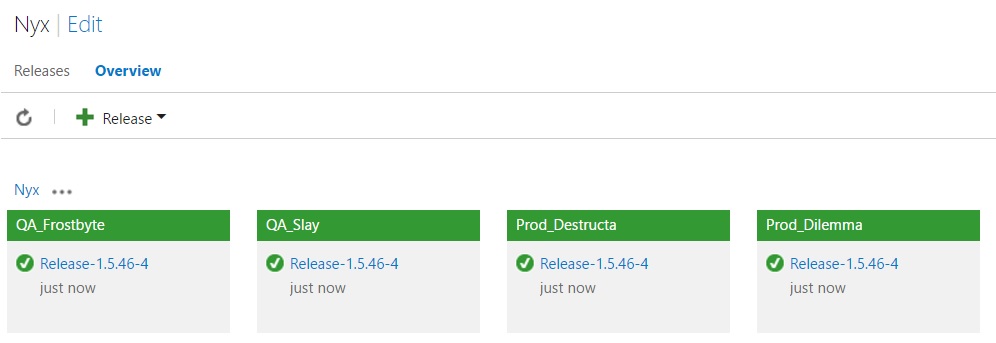 Nyx | Edit
Releases Overview
Release
Nyx
QA_Frostbyte QA_Slay Prod_Destructa Prod_Dilemma
Release-1.5.46-4 Release-1.5.46-4 Release-1.5.46-4 Release-1.5.46-4
just now just now just now just now